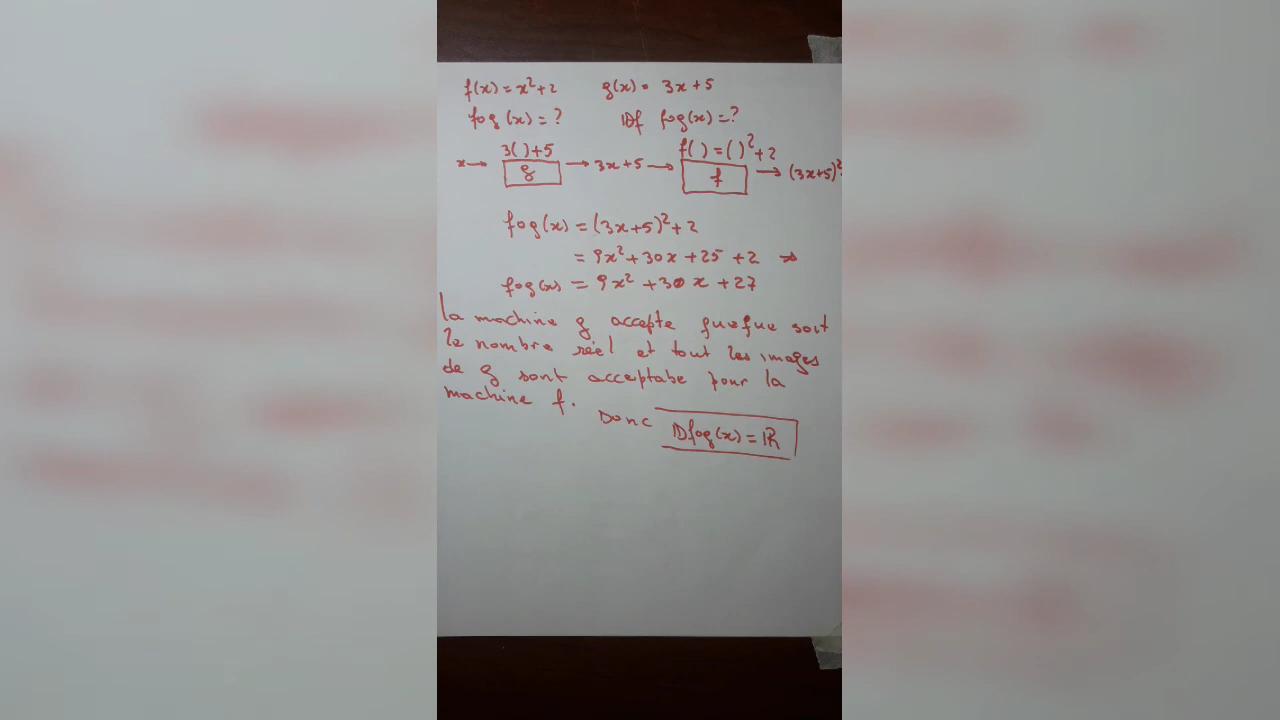 f(x) = x²+2 g(x) = 3x+5
fog(x) = ? Df fog(x) = ?
3( )+5 f( ) = ( )²+2
x → g → 3x+5 → f → (3x+5)²
fog(x) = (3x+5)²+2
= 9x²+30x+25+2 ⇒
fog(x) = 9x²+30x+27
La machine g accepte quelque soit
le nombre réel et tout les images
de g sont acceptabe pour la
machine f.
Donc Dfog(x) = ℝ